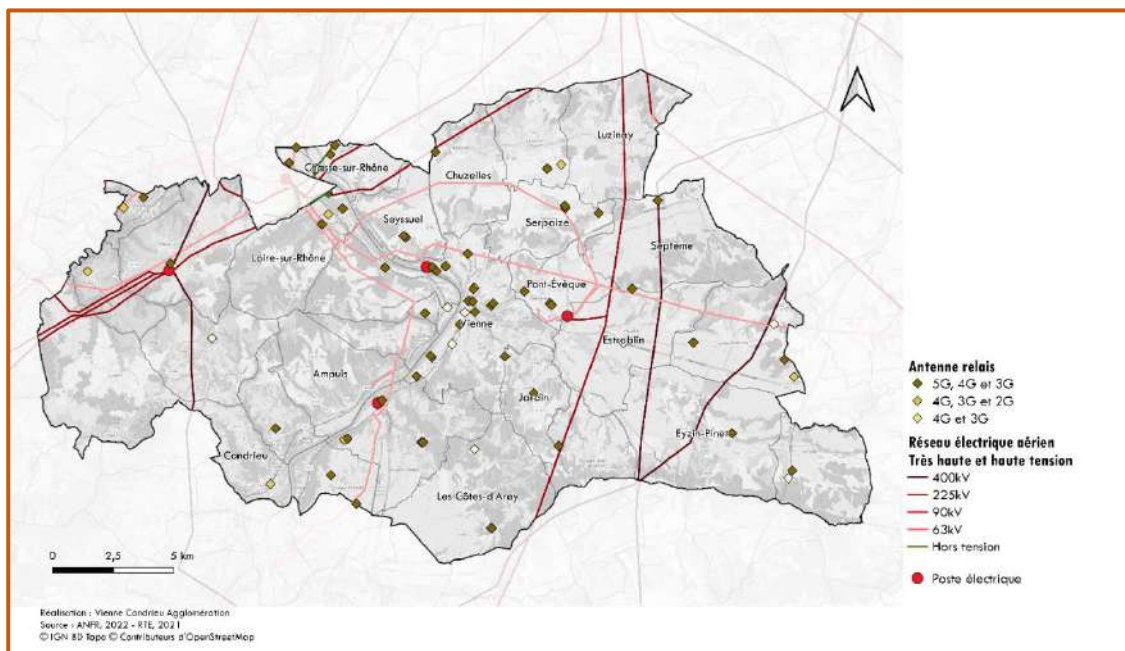 Luzinay
Chasse-sur-Rhône
Chuzelles
Seyssuel
Serpaize
Septème
Loire-sur-Rhône
Pont-Évèque
Vienne
Estrablin
Ampuis
Jardin
Eyzin-Pinet
Condrieu
Les Côtes-d'Arey
Antenne relais
5G, 4G et 3G
4G, 3G et 2G
4G et 3G
Réseau électrique aérien
Très haute et haute tension
400kV
225kV
90kV
63kV
Hors tension
Poste électrique
0 2,5 5 km
Réalisation : Vienne Condrieu Agglomération
Source : ANFR, 2022 - RTE, 2021
© IGN BD Topo © Contributeurs d'OpenStreetMap